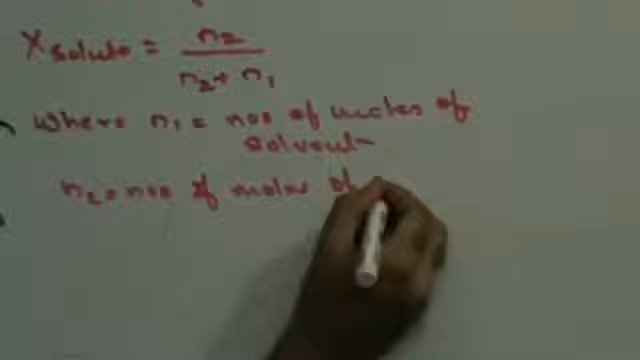 X solute = n2 / n2 + n1
where n1 = nos of moles of
solvent
n2 = nos of moles of